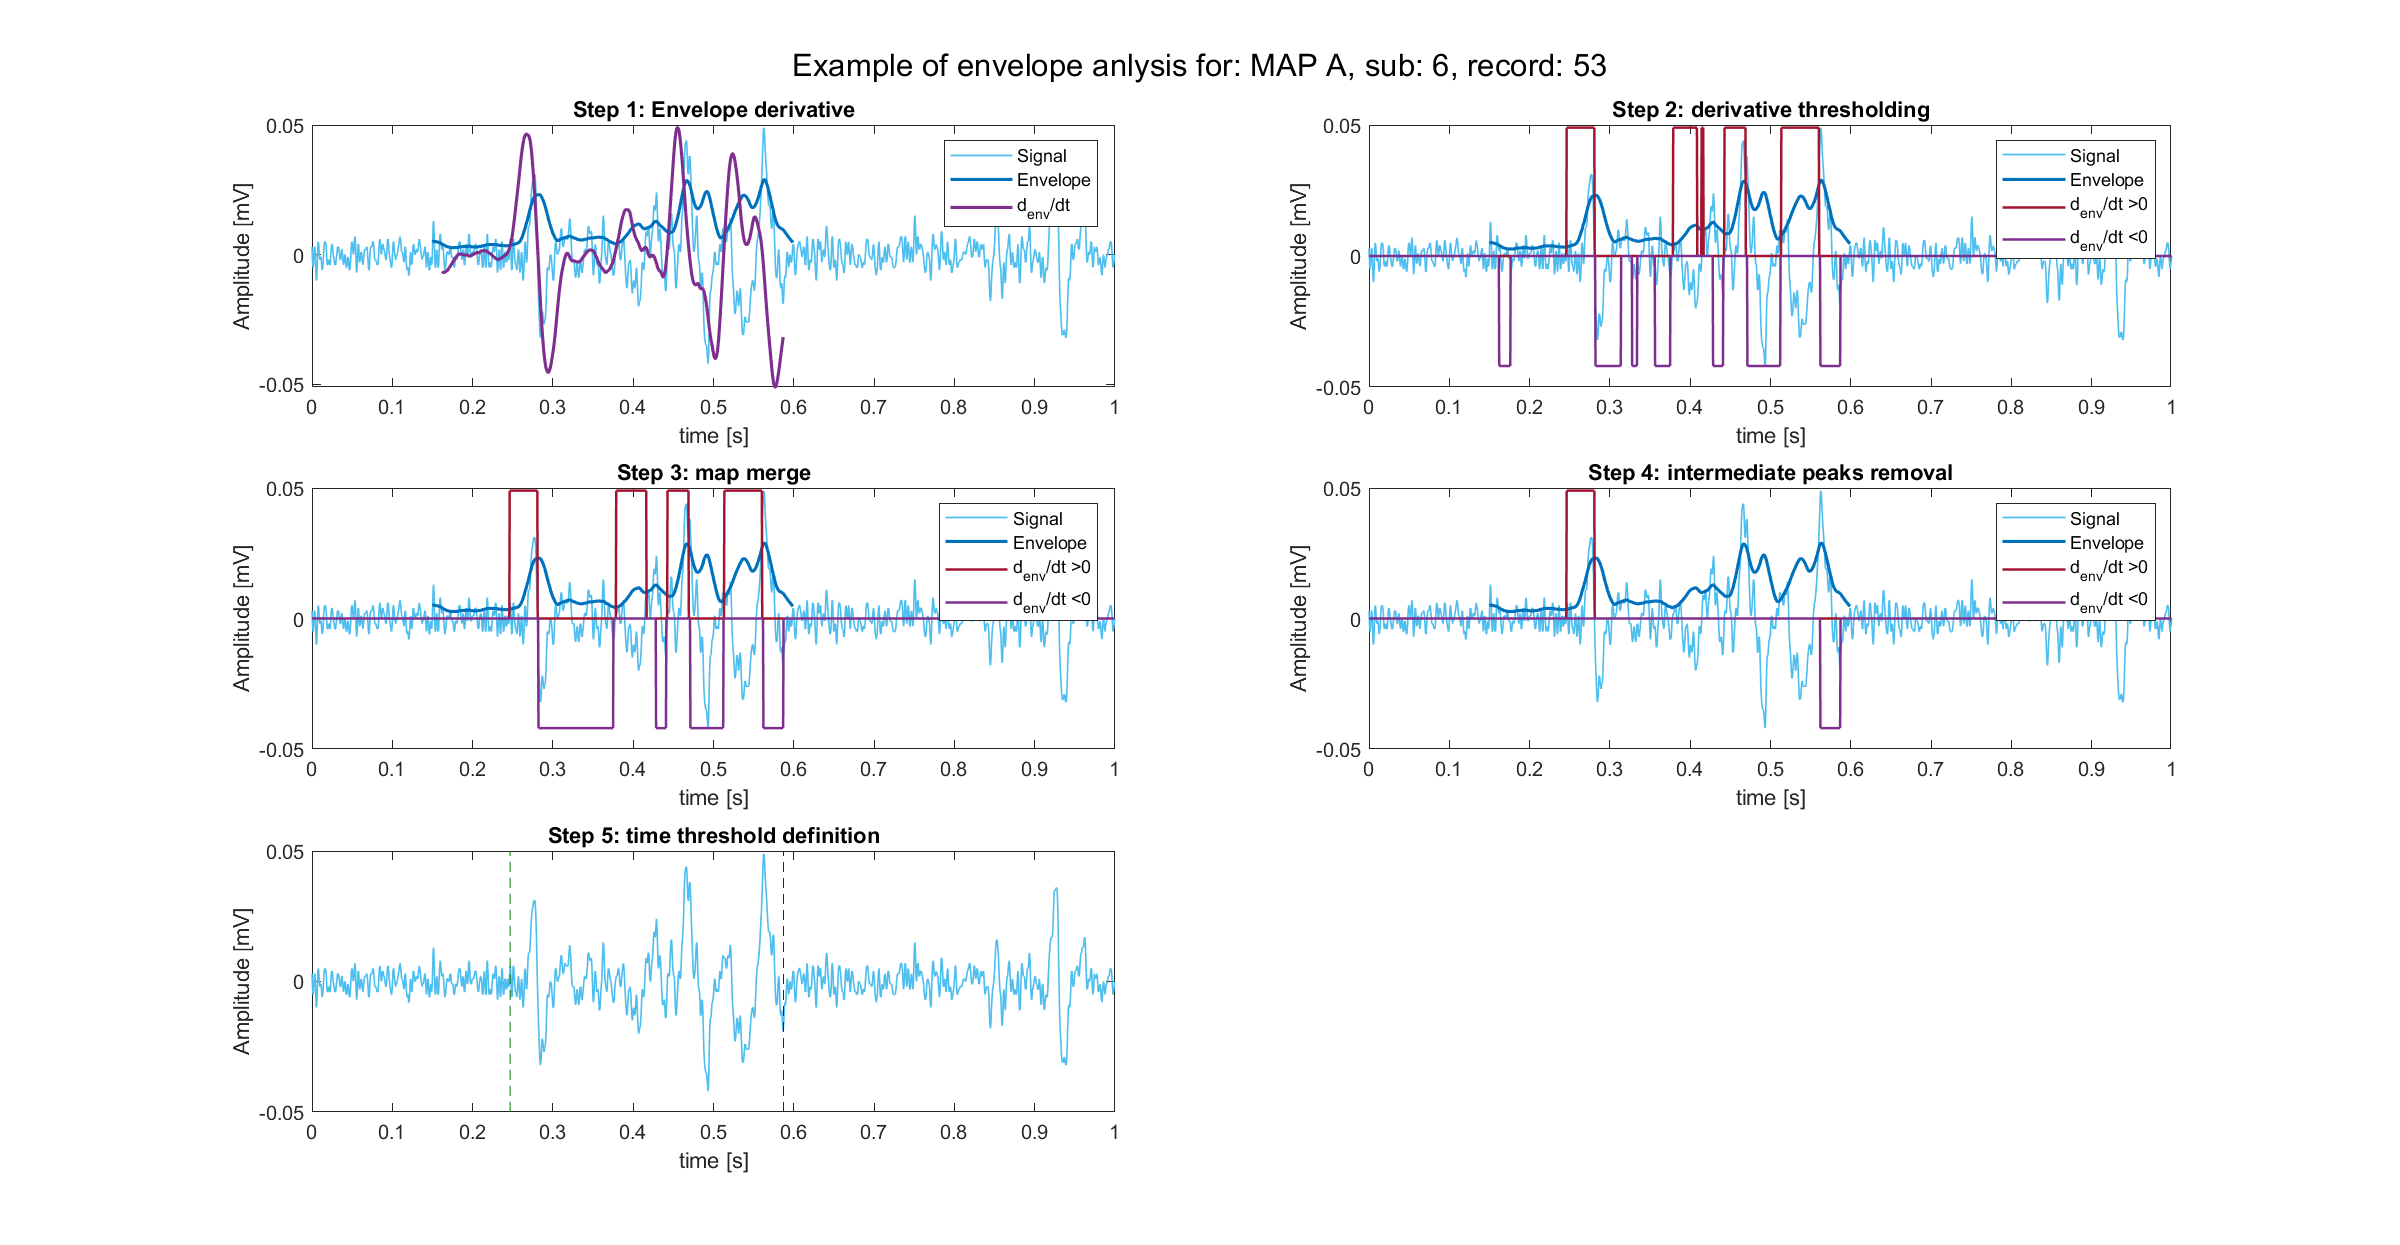 Example of envelope anlysis for: MAP A, sub: 6, record: 53
Step 1: Envelope derivative
0.05
0
-0.05
Amplitude [mV]
Signal
Envelope
d_env/dt
0 0.1 0.2 0.3 0.4 0.5 0.6 0.7 0.8 0.9 1
time [s]
Step 2: derivative thresholding
0.05
0
-0.05
Amplitude [mV]
Signal
Envelope
d_env/dt >0
d_env/dt <0
0 0.1 0.2 0.3 0.4 0.5 0.6 0.7 0.8 0.9 1
time [s]
Step 3: map merge
0.05
0
-0.05
Amplitude [mV]
Signal
Envelope
d_env/dt >0
d_env/dt <0
0 0.1 0.2 0.3 0.4 0.5 0.6 0.7 0.8 0.9 1
time [s]
Step 4: intermediate peaks removal
0.05
0
-0.05
Amplitude [mV]
Signal
Envelope
d_env/dt >0
d_env/dt <0
0 0.1 0.2 0.3 0.4 0.5 0.6 0.7 0.8 0.9 1
time [s]
Step 5: time threshold definition
0.05
0
-0.05
Amplitude [mV]
0 0.1 0.2 0.3 0.4 0.5 0.6 0.7 0.8 0.9 1
time [s]